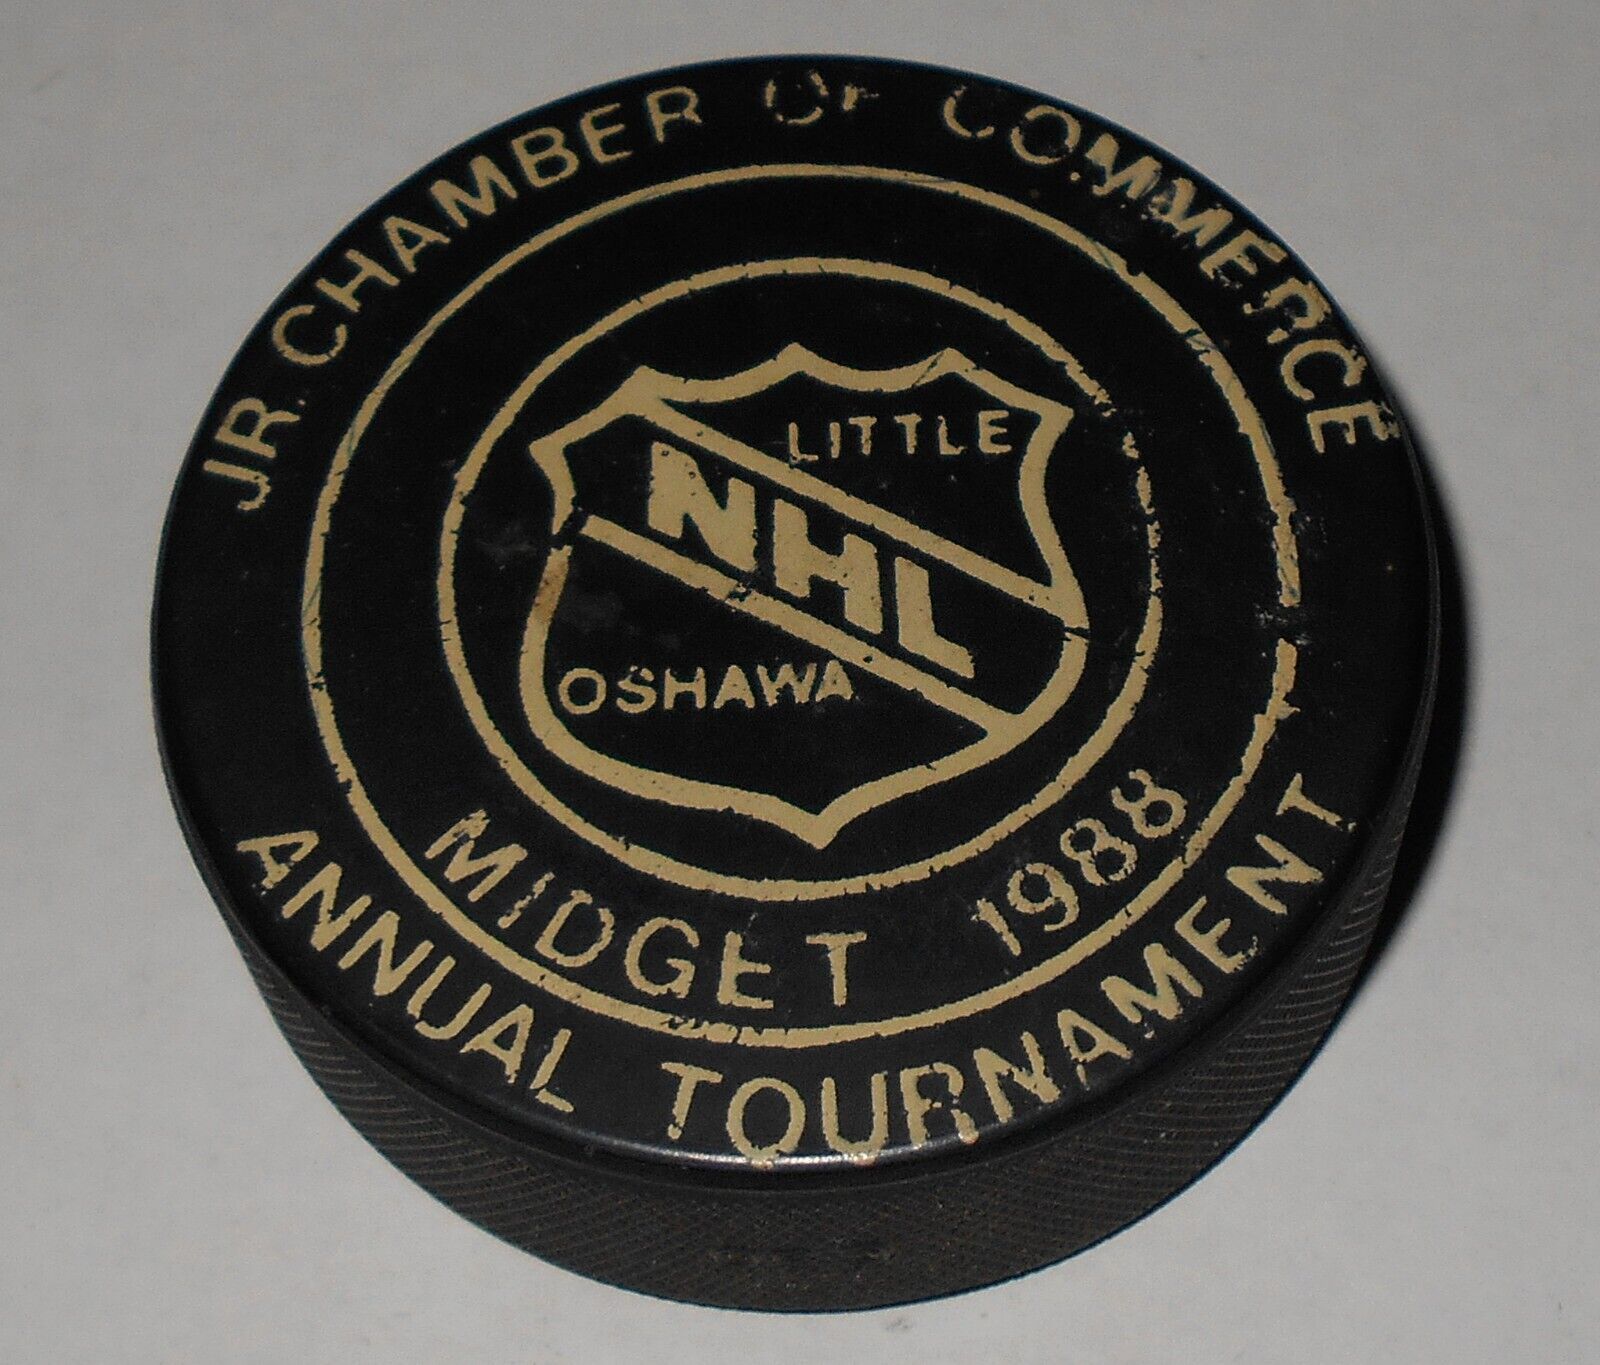 JR. CHAMBER OF COMMERCE
LITTLE
NHL
OSHAWA
MIDGET 1988
ANNUAL TOURNAMENT